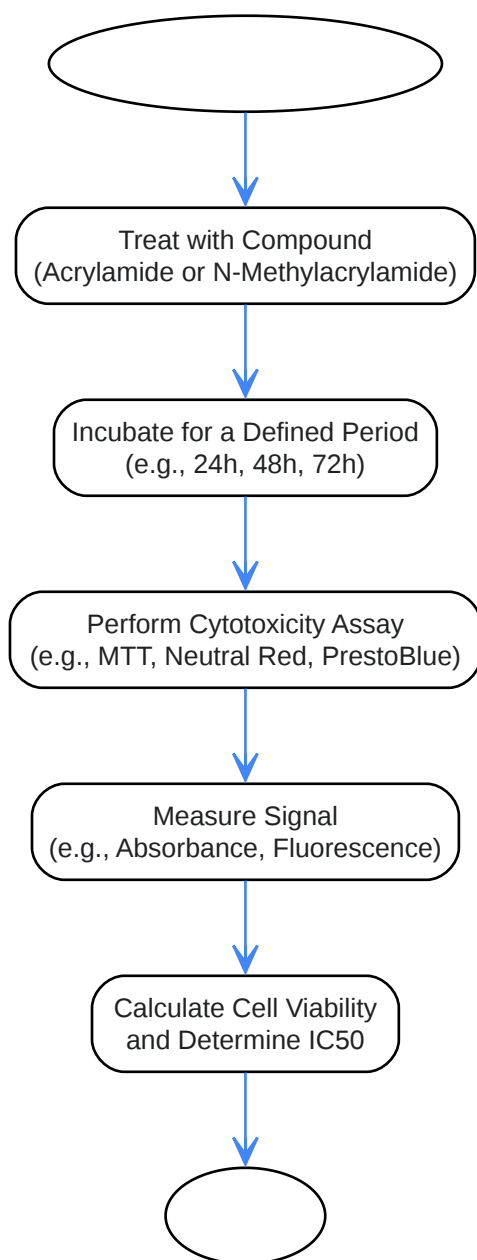 Treat with Compound
(Acrylamide or N-Methylacrylamide)
Incubate for a Defined Period
(e.g., 24h, 48h, 72h)
Perform Cytotoxicity Assay
(e.g., MTT, Neutral Red, PrestoBlue)
Measure Signal
(e.g., Absorbance, Fluorescence)
Calculate Cell Viability
and Determine IC50